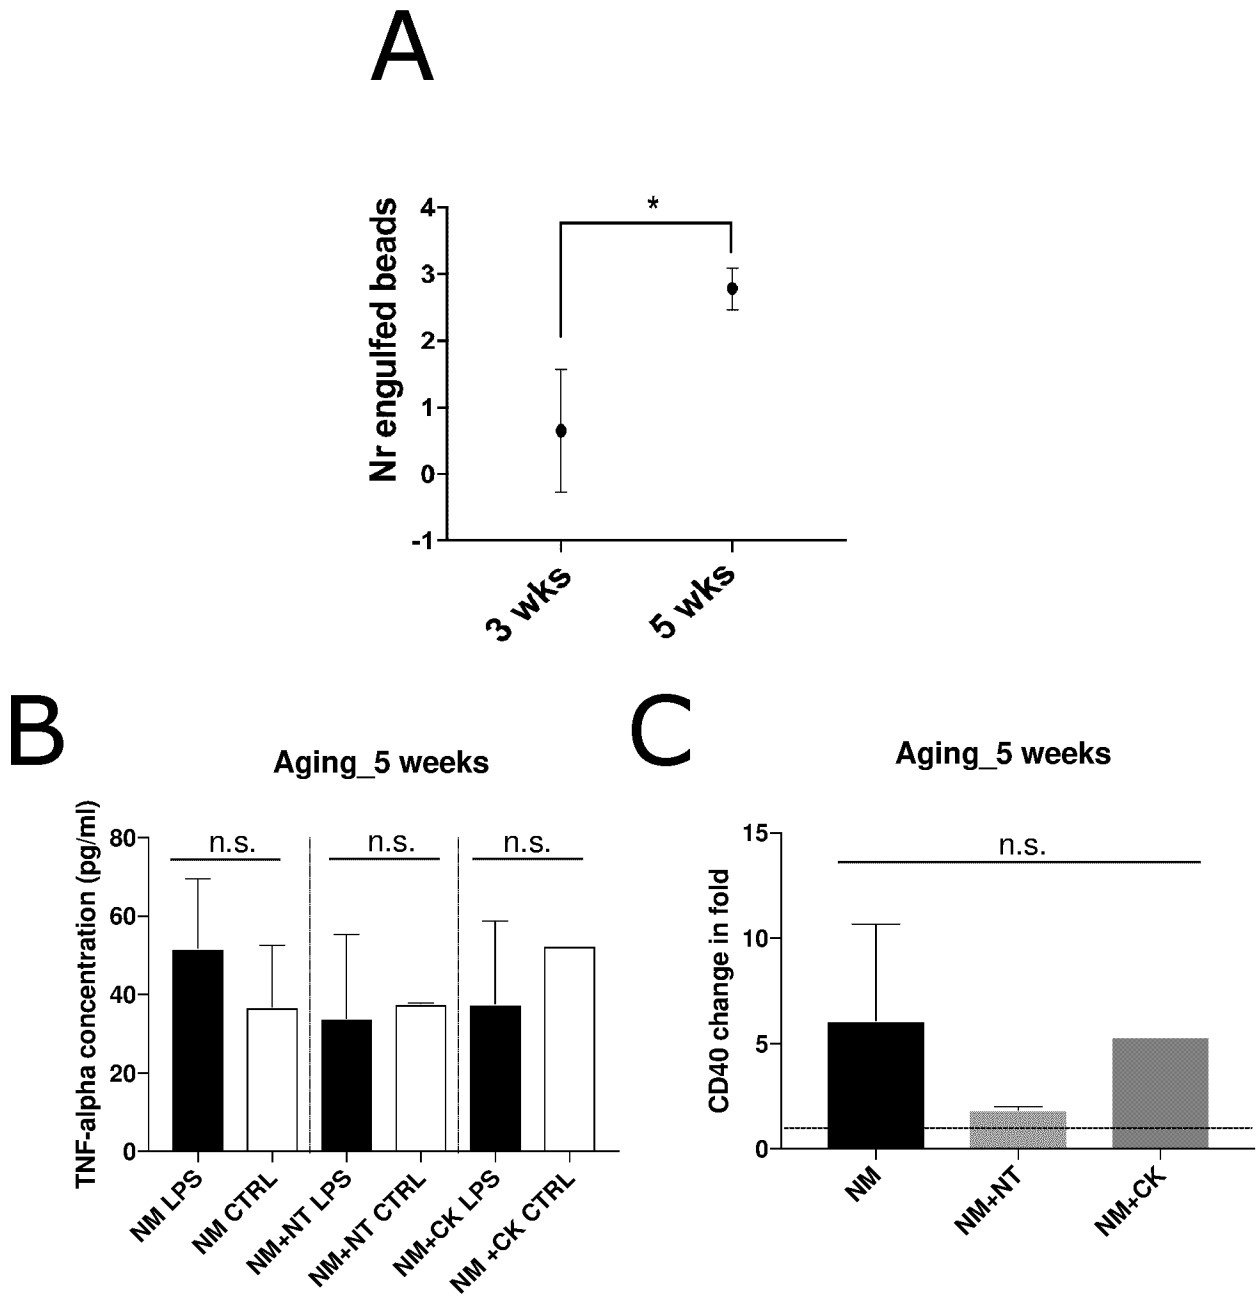 A
Nr engulfed beads
4
3
2
1
0
-1
*
3 wks
5 wks
B
Aging_5 weeks
TNF-alpha concentration (pg/ml)
80
60
40
20
0
n.s.
n.s.
n.s.
NM LPS
NM CTRL
NM+NT LPS
NM+NT CTRL
NM+CK LPS
NM +CK CTRL
C
Aging_5 weeks
CD40 change in fold
15
10
5
0
n.s.
NM
NM+NT
NM+CK